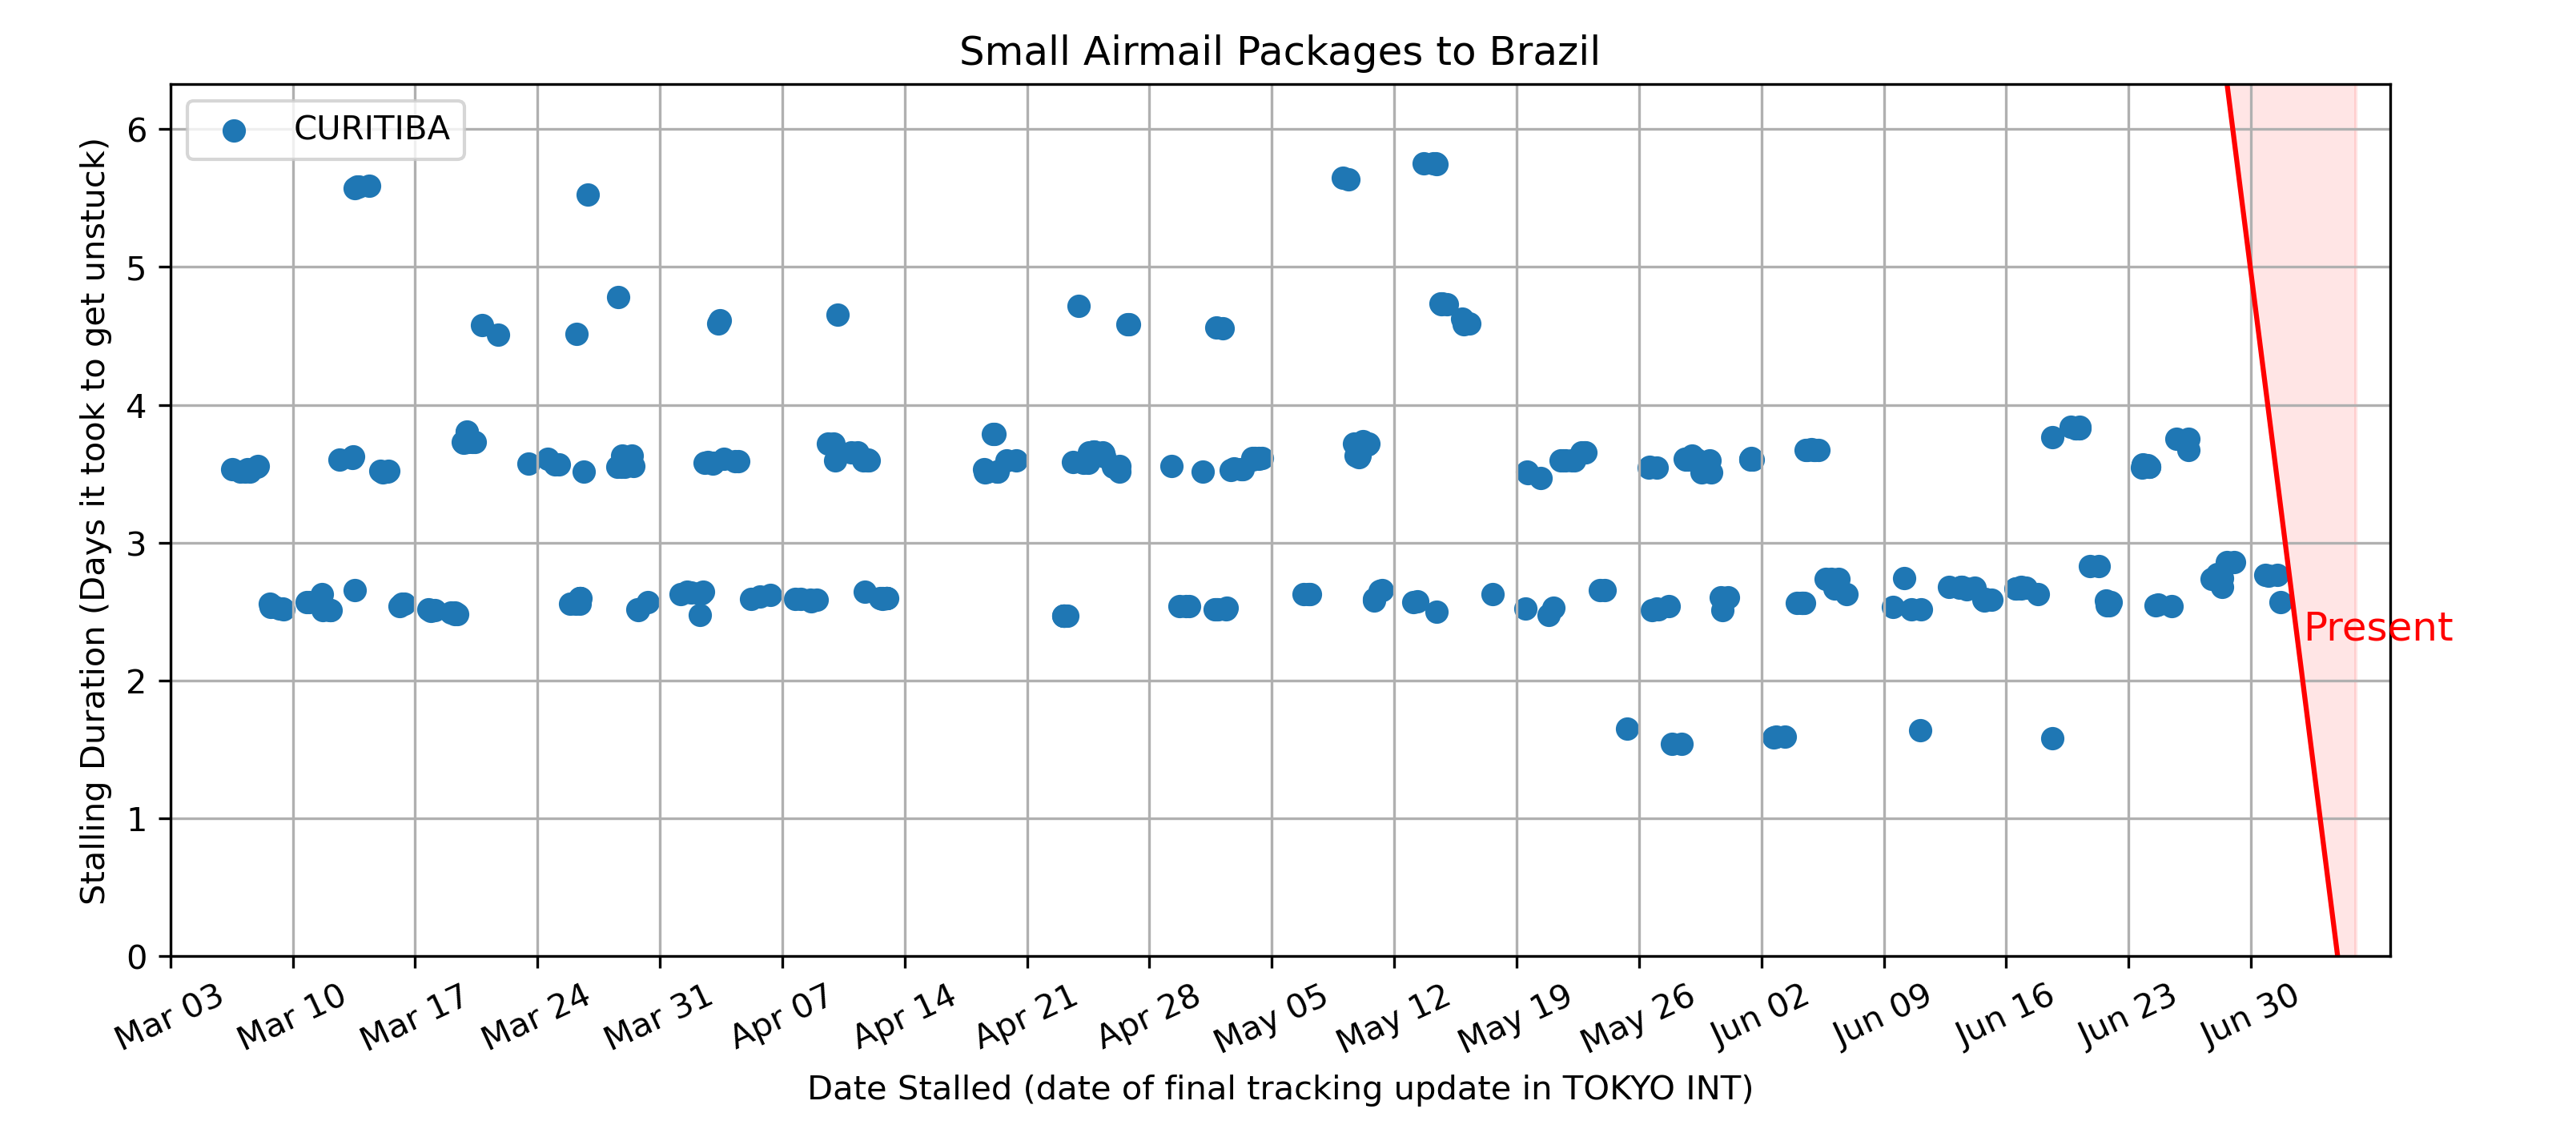 Small Airmail Packages to Brazil
CURITIBA
Stalling Duration (Days it took to get unstuck)
6
5
4
3
2
1
0
Present
Mar 03
Mar 10
Mar 17
Mar 24
Mar 31
Apr 07
Apr 14
Apr 21
Apr 28
May 05
May 12
May 19
May 26
Jun 02
Jun 09
Jun 16
Jun 23
Jun 30
Date Stalled (date of final tracking update in TOKYO INT)